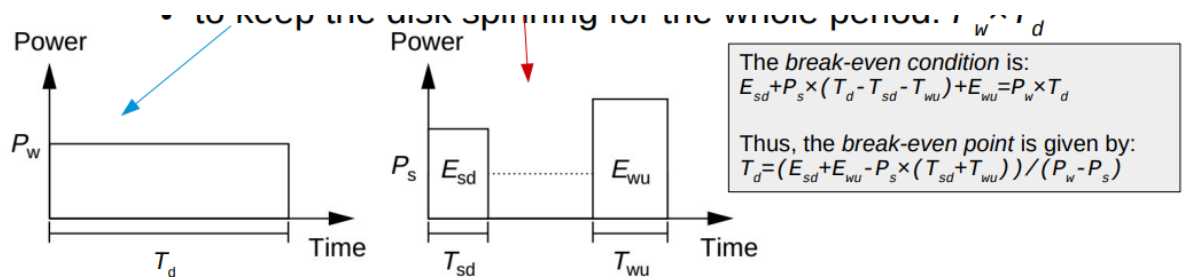 • to keep the disk spinning for the whole period: P_w×T_d
Power
P_w
Time
T_d
Power
P_s
E_sd
E_wu
Time
T_sd
T_wu
The break-even condition is:
E_sd+P_s×(T_d-T_sd-T_wu)+E_wu=P_w×T_d
Thus, the break-even point is given by:
T_d=(E_sd+E_wu-P_s×(T_sd+T_wu))/(P_w-P_s)